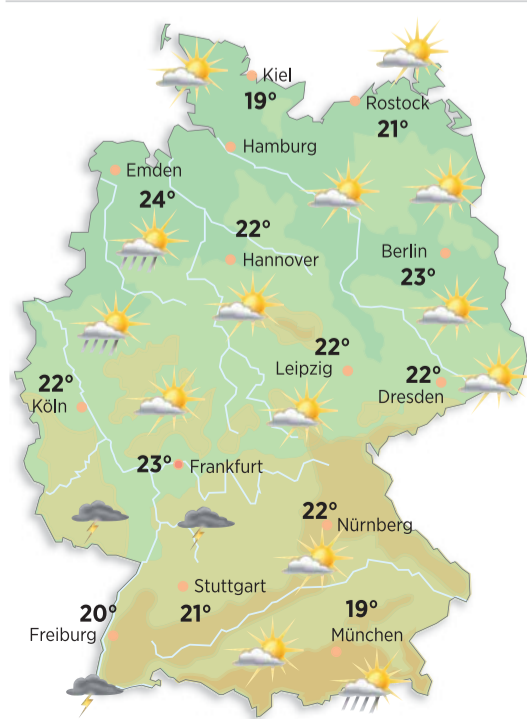 Kiel
19°
Rostock
21°
Hamburg
Emden
24°
22°
Hannover
Berlin
23°
22°
Leipzig
22°
Dresden
22°
Köln
23° Frankfurt
22°
Nürnberg
Stuttgart
21°
20°
Freiburg
19°
München